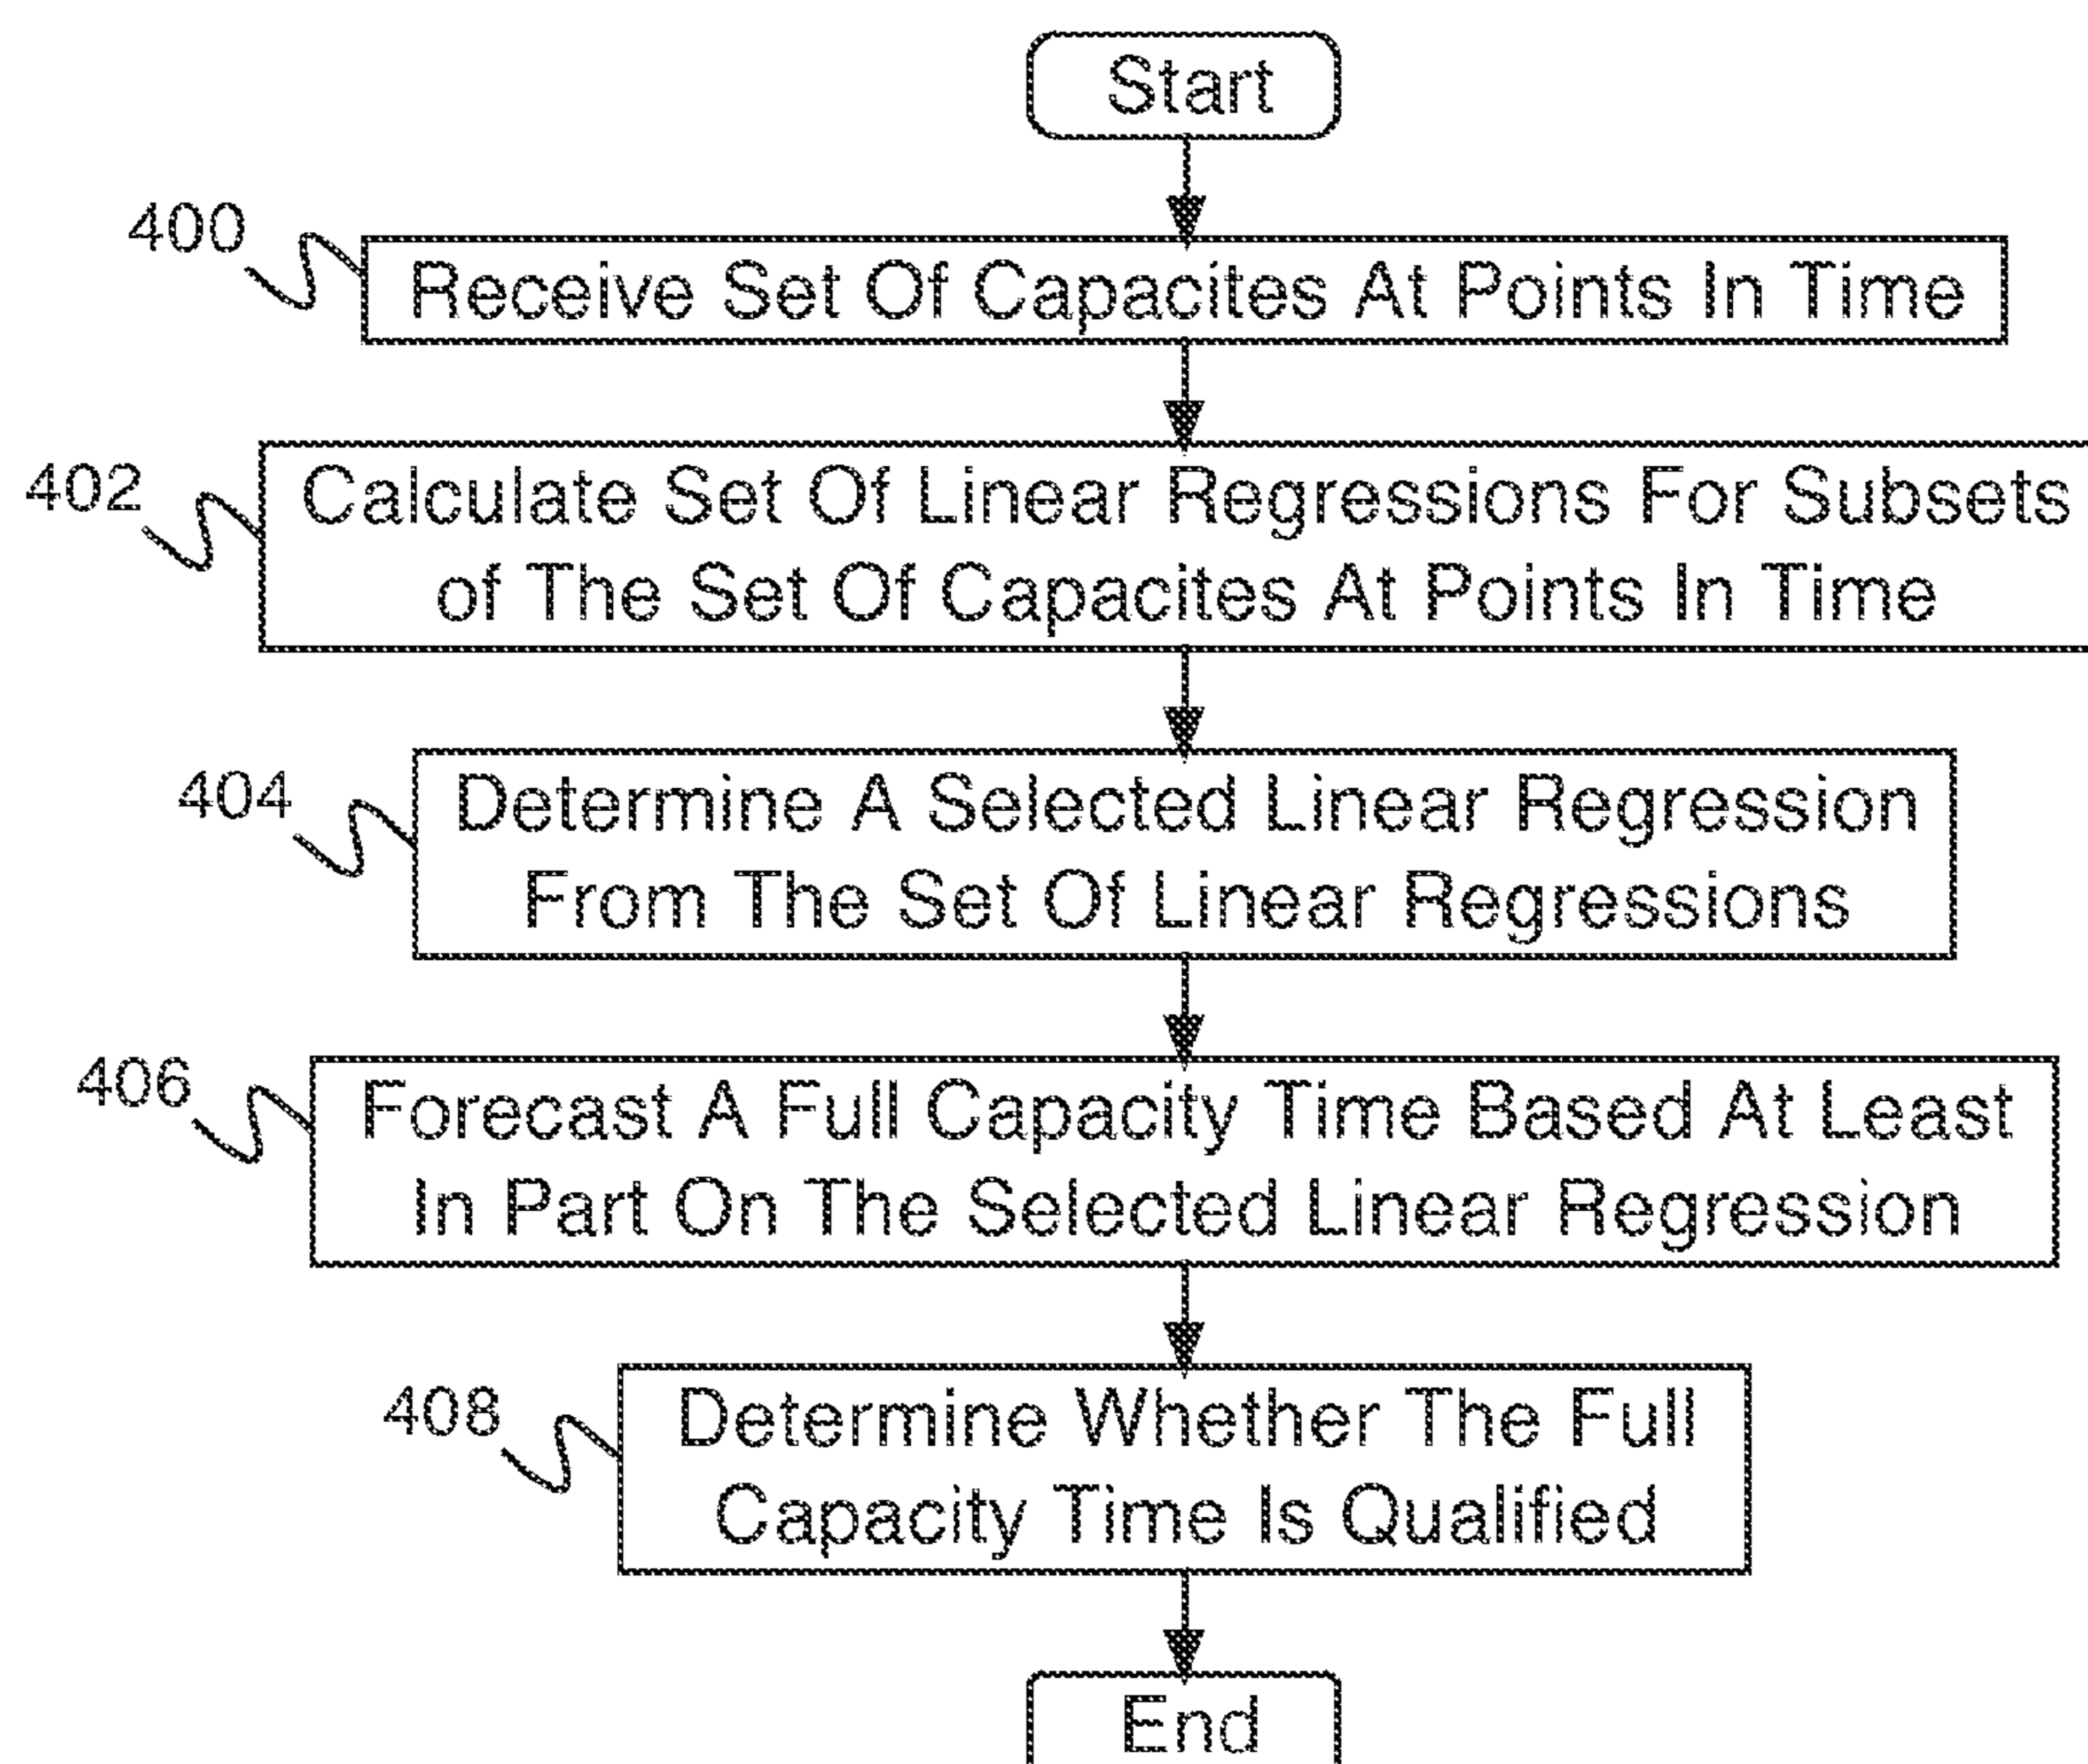 Start
400
Receive Set Of Capacites At Points In Time
402
Calculate Set Of Linear Regressions For Subsets
of The Set Of Capacites At Points In Time
404
Determine A Selected Linear Regression
From The Set Of Linear Regressions
406
Forecast A Full Capacity Time Based At Least
In Part On The Selected Linear Regression
408
Determine Whether The Full
Capacity Time Is Qualified
End